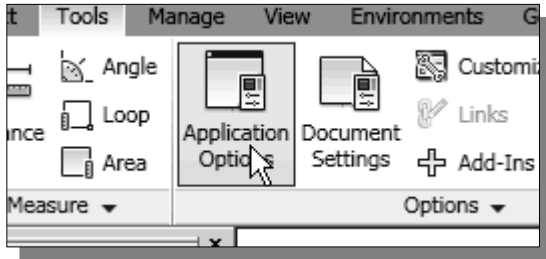 Tools Manage View Environments
Angle
Loop
Area
Measure
Application
Options
Document
Settings
Links
Add-Ins
Options